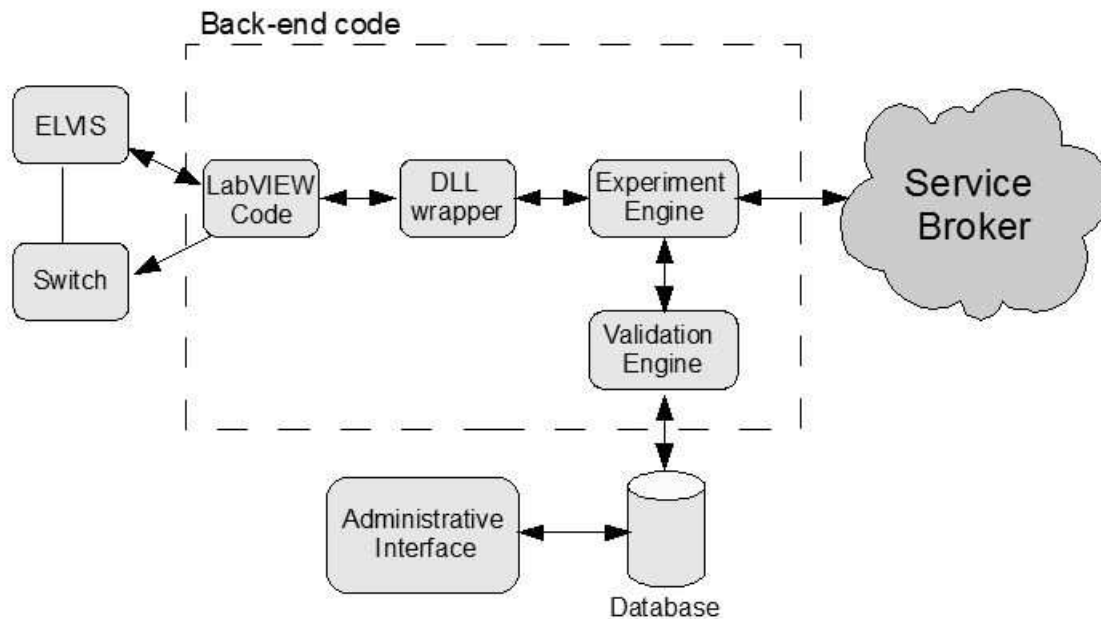 Back-end code
ELVIS
LabVIEW
Code
DLL
wrapper
Experiment
Engine
Service
Broker
Switch
Validation
Engine
Administrative
Interface
Database